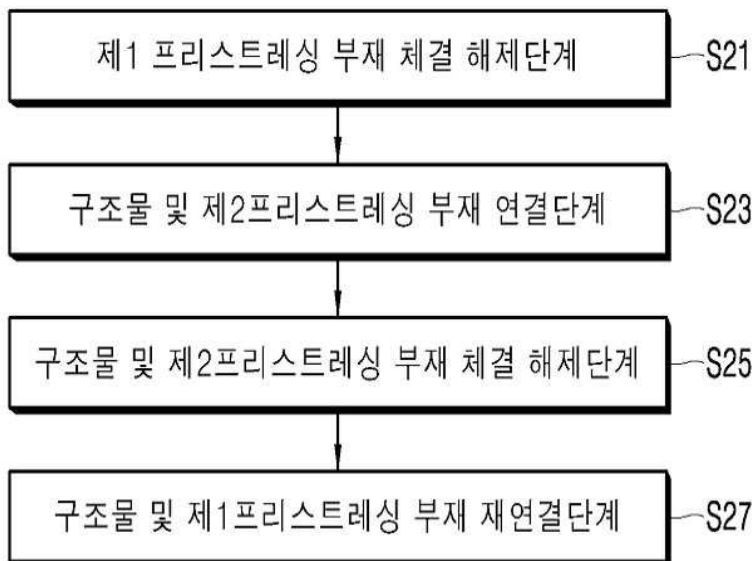 제1 프리스트레싱 부재 체결 해제단계 S21
구조물 및 제2프리스트레싱 부재 연결단계 S23
구조물 및 제2프리스트레싱 부재 체결 해제단계 S25
구조물 및 제1프리스트레싱 부재 재연결단계 S27